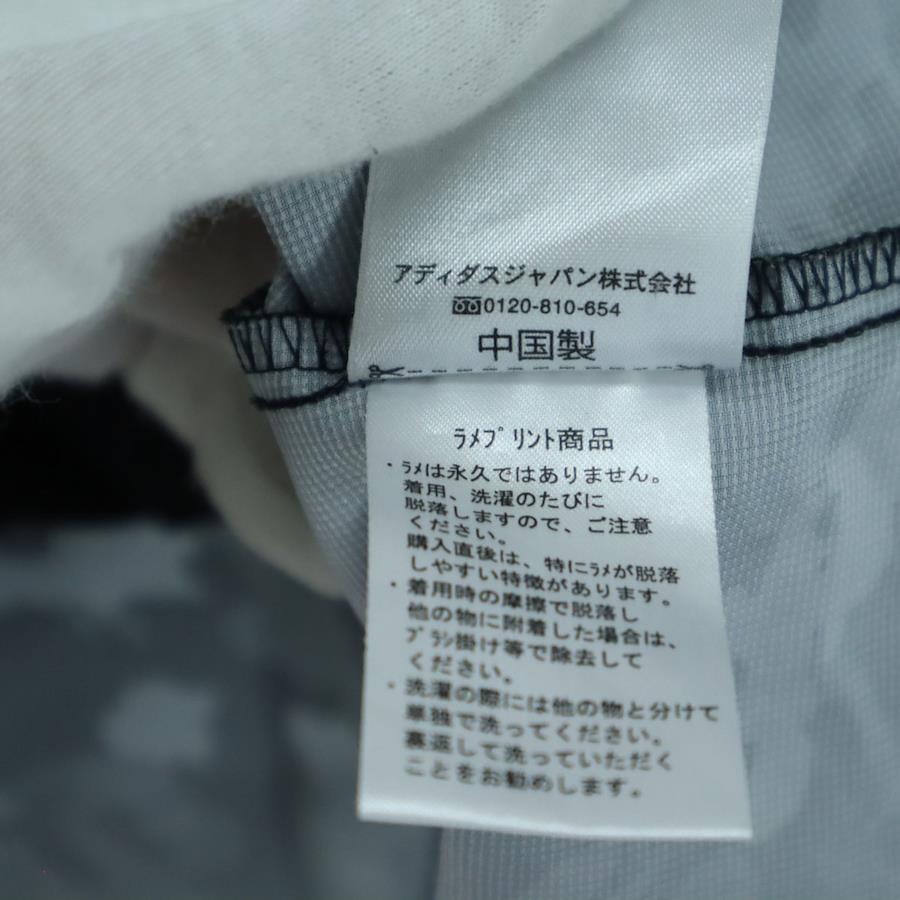 アディダスジャパン株式会社
0120-810-654
中国製
ﾗﾒﾌﾟﾘﾝﾄ商品
・ﾗﾒは永久ではありません。
着用、洗濯のたびに
脱落しますので、ご注意
ください。
購入直後は、特にﾗﾒが脱落
しやすい特徴があります。
・着用時の摩擦で脱落し
他の物に附着した場合は、
ﾌﾞﾗｼ掛け等で除去して
ください。
・洗濯の際には他の物と分けて
単独で洗ってください。
裏返して洗っていただく
ことをお勧めします。